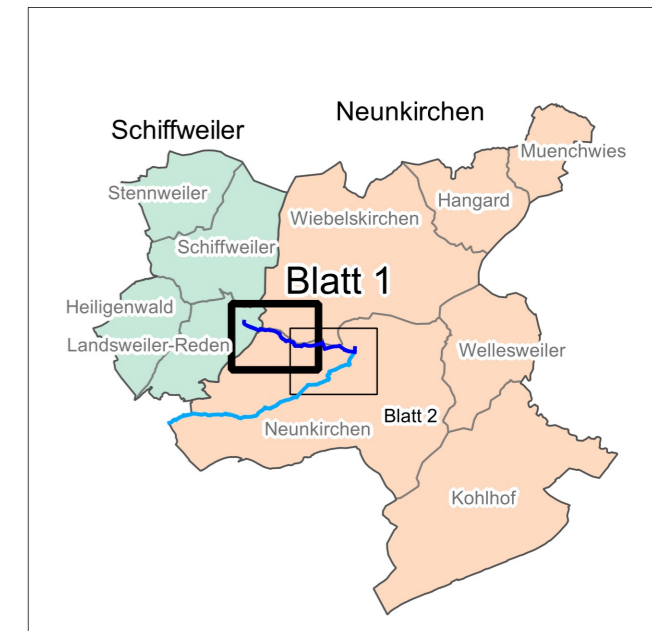 Neunkirchen
Schiffweiler
Muenchwies
Stennweiler
Hangard
Wiebelskirchen
Schiffweiler
Blatt 1
Heiligenwald
Landsweiler-Reden
Wellesweiler
Blatt 2
Neunkirchen
Kohlhof